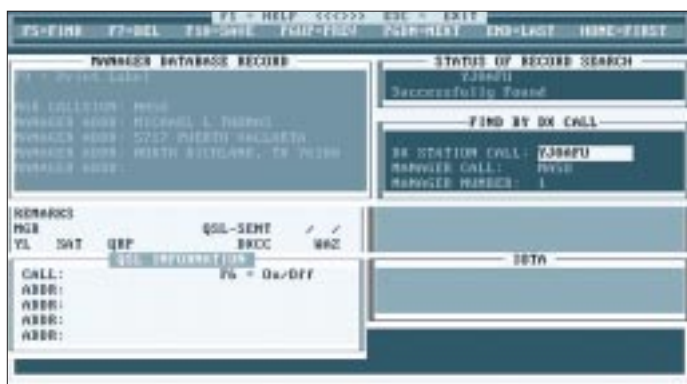 F1 = HELP <<<>>> ESC = EXIT
F5=FIND F7=DEL F10=SAVE PGUP=PREV PGDN=NEXT END=LAST HOME=FIRST
MANAGER DATABASE RECORD
= Print Label
MANAGER ADDR: MICHAEL L THOMAS
MANAGER ADDR: 5717 PUERTO VALLARTA
MANAGER ADDR: NORTH RICHLAND, TX 76180
MANAGER ADDR:
STATUS OF RECORD SEARCH
YJ0AFU
Successfully Found
FIND BY DX CALL
DX STATION CALL: YJ0AFU
MANAGER CALL:
MANAGER NUMBER: 1
REMARKS
MGR QSL-SENT / /
YL SAT QRP DXCC WAZ
QSL INFORMATION
CALL: F6 = On/Off
ADDR:
ADDR:
ADDR:
ADDR:
IOTA